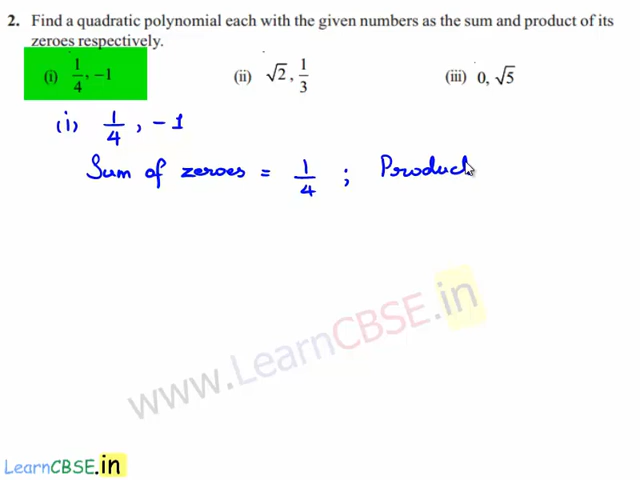 2. Find a quadratic polynomial each with the given numbers as the sum and product of its
zeroes respectively.
(i) 1/4, −1 (ii) √2, 1/3 (iii) 0, √5
(i) 1/4, −1
Sum of zeroes = 1/4 ; Product
www.LearnCBSE.in
LearnCBSE.in